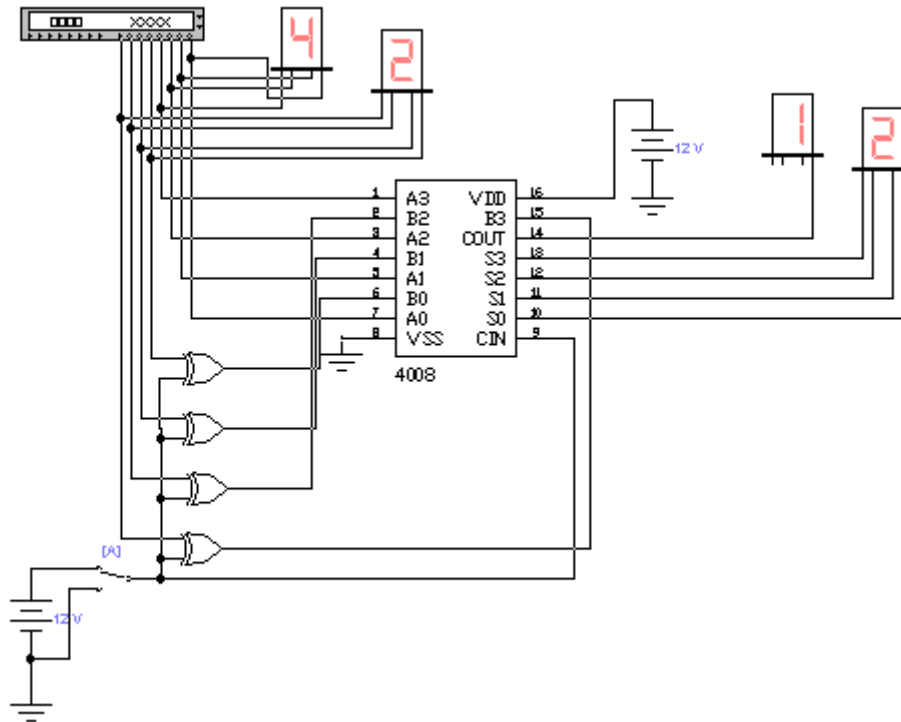 XXXX
4
2
1
2
12 V
1 A3 VDD 16
2 B2 B3 15
3 A2 COUT 14
4 B1 S3 13
5 A1 S2 12
6 B0 S1 11
7 A0 S0 10
8 VSS CIN 9
4008
[A]
12 V